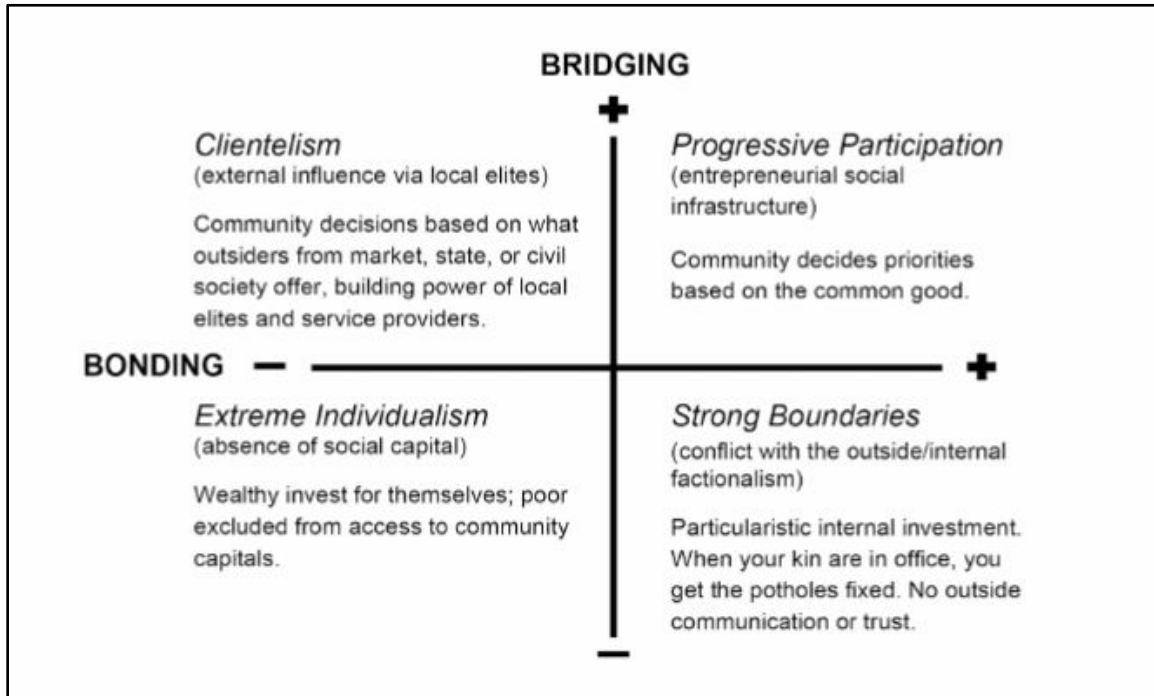 BRIDGING
+
Clientelism
(external influence via local elites)
Community decisions based on what
outsiders from market, state, or civil
society offer, building power of local
elites and service providers.
Progressive Participation
(entrepreneurial social
infrastructure)
Community decides priorities
based on the common good.
BONDING − +
Extreme Individualism
(absence of social capital)
Wealthy invest for themselves; poor
excluded from access to community
capitals.
Strong Boundaries
(conflict with the outside/internal
factionalism)
Particularistic internal investment.
When your kin are in office, you
get the potholes fixed. No outside
communication or trust.
−